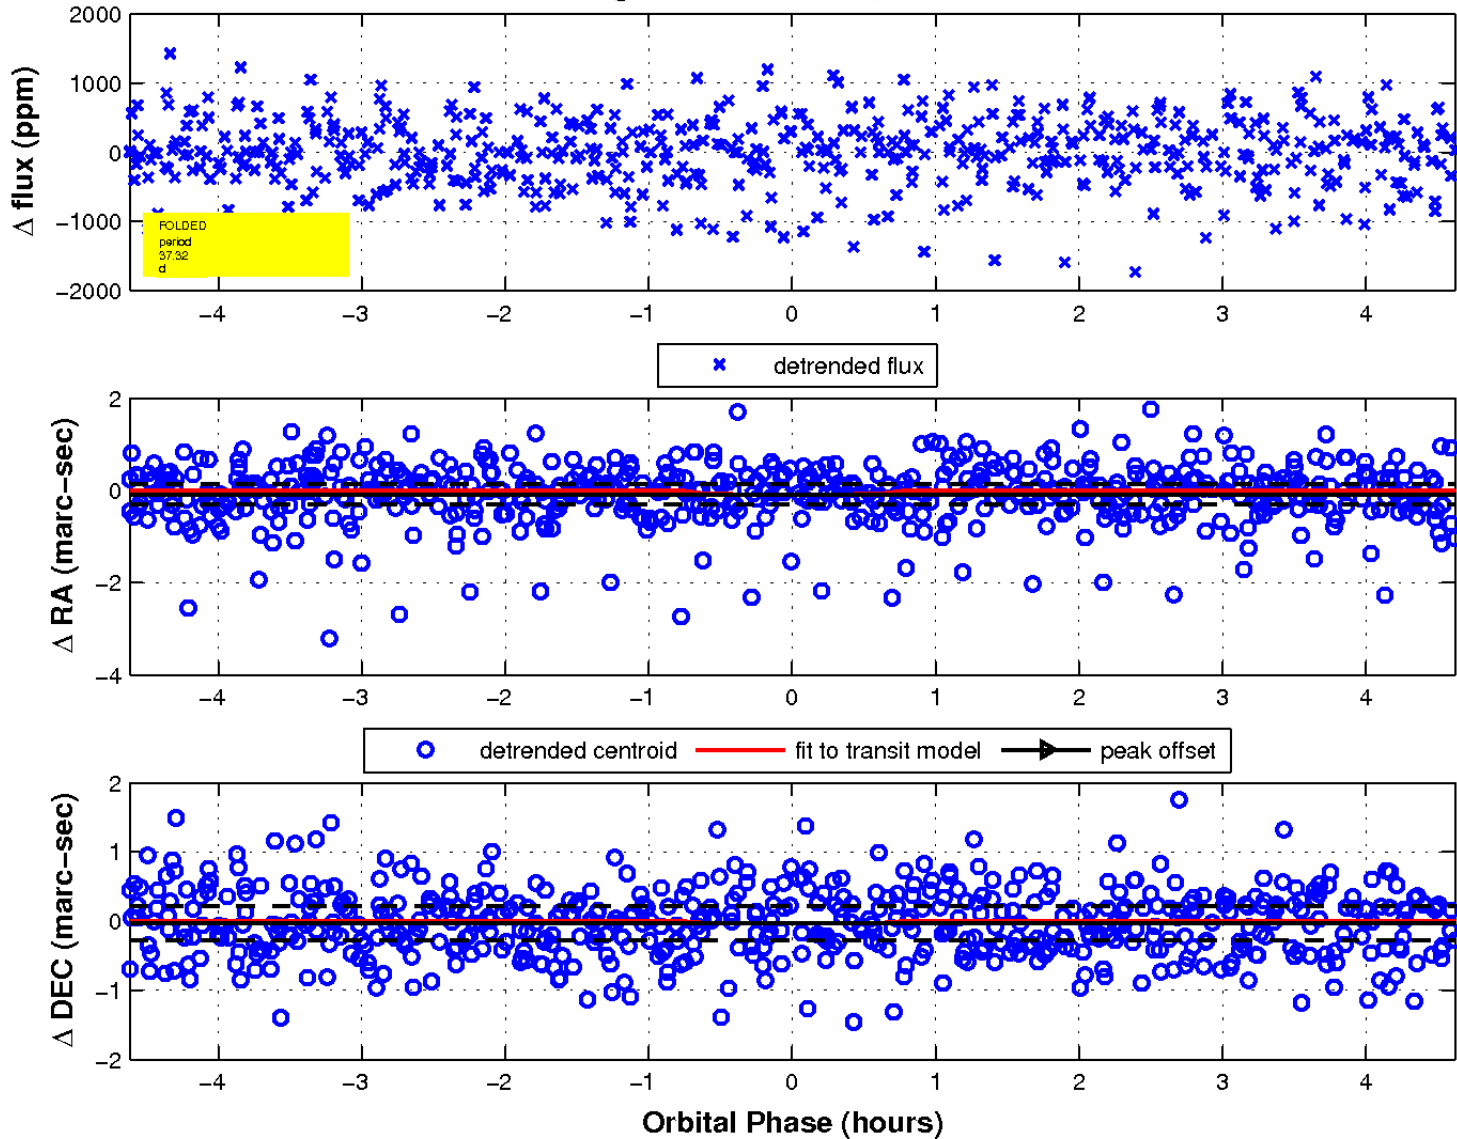 2000
1000
0
−1000
−2000
Δ flux (ppm)
FOLDED
period
37.32
d
−4 −3 −2 −1 0 1 2 3 4
detrended flux
2
0
−2
−4
Δ RA (marc−sec)
−4 −3 −2 −1 0 1 2 3 4
detrended centroid fit to transit model peak offset
2
1
0
−1
−2
Δ DEC (marc−sec)
−4 −3 −2 −1 0 1 2 3 4
Orbital Phase (hours)